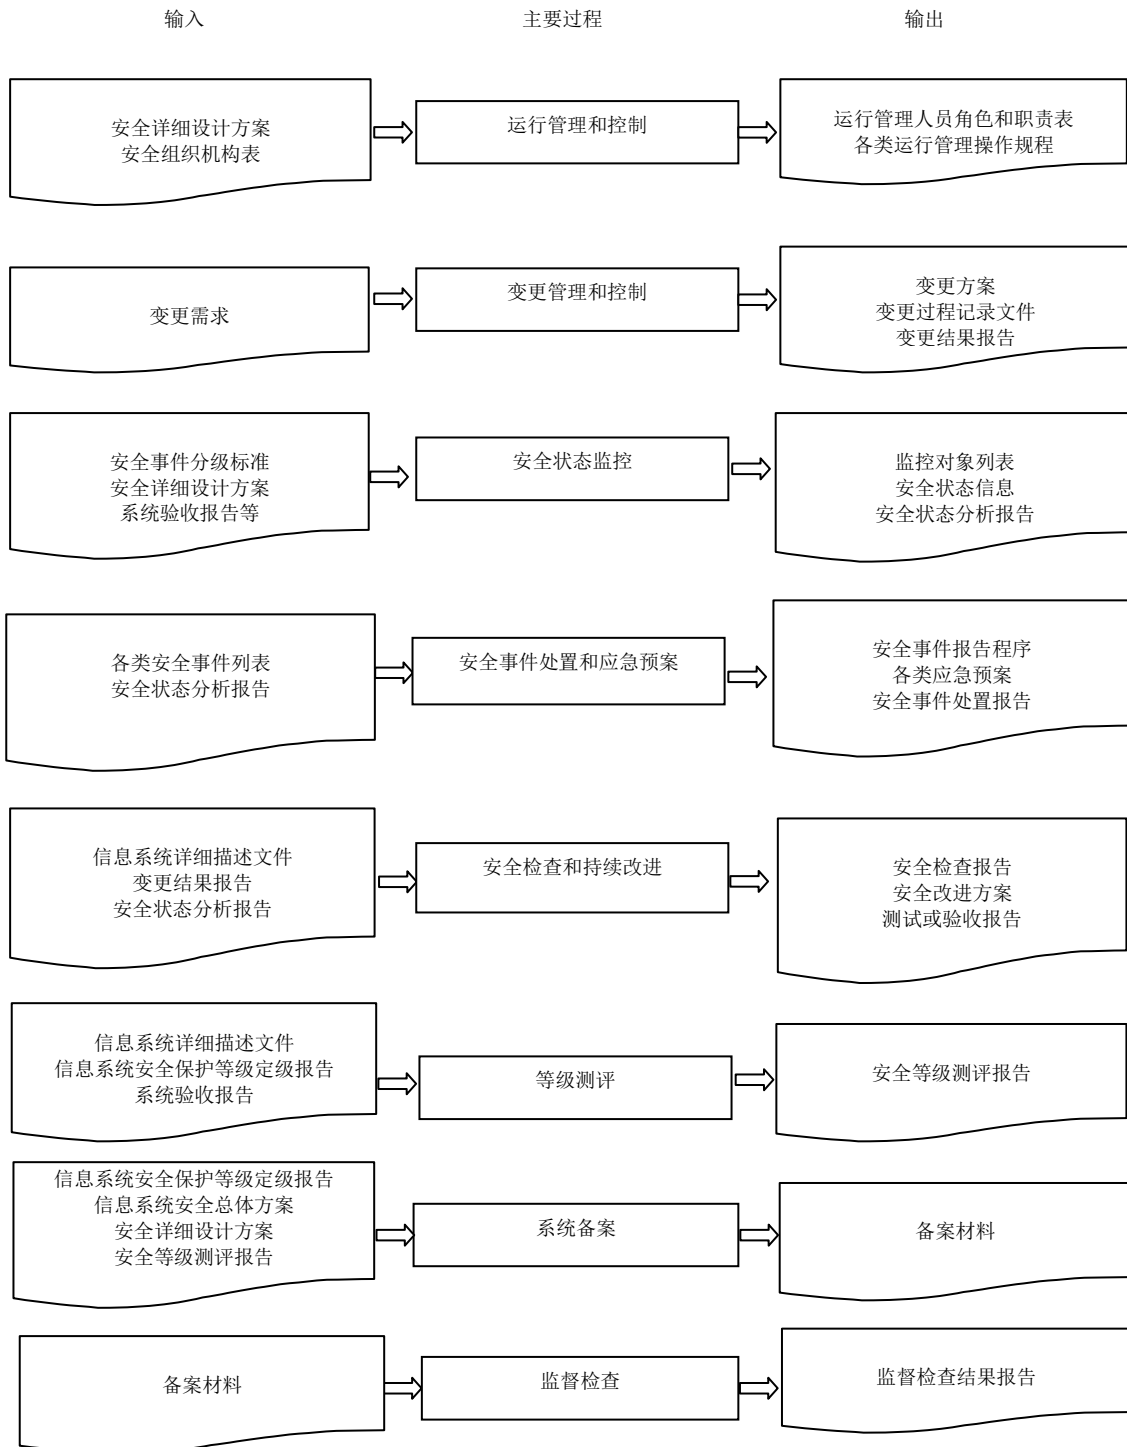 输入
主要过程
输出
安全详细设计方案
安全组织机构表
运行管理和控制
运行管理人员角色和职责表
各类运行管理操作规程
变更需求
变更管理和控制
变更方案
变更过程记录文件
变更结果报告
安全事件分级标准
安全详细设计方案
系统验收报告等
安全状态监控
监控对象列表
安全状态信息
安全状态分析报告
各类安全事件列表
安全状态分析报告
安全事件处置和应急预案
安全事件报告程序
各类应急预案
安全事件处置报告
信息系统详细描述文件
变更结果报告
安全状态分析报告
安全检查和持续改进
安全检查报告
安全改进方案
测试或验收报告
信息系统详细描述文件
信息系统安全保护等级定级报告
系统验收报告
等级测评
安全等级测评报告
信息系统安全保护等级定级报告
信息系统安全总体方案
安全详细设计方案
安全等级测评报告
系统备案
备案材料
备案材料
监督检查
监督检查结果报告